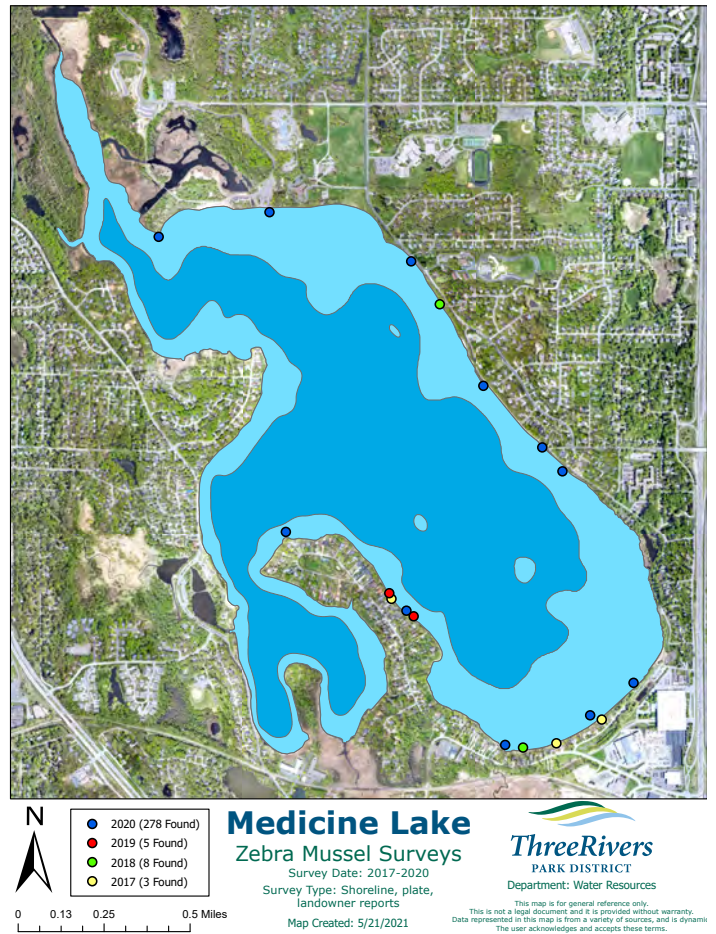 N
0 0.13 0.25 0.5 Miles
2020 (278 Found)
2019 (5 Found)
2018 (8 Found)
2017 (3 Found)
Medicine Lake
Zebra Mussel Surveys
Survey Date: 2017-2020
Survey Type: Shoreline, plate,
landowner reports
Map Created: 5/21/2021
ThreeRivers
PARK DISTRICT
Department: Water Resources
This map is for general reference only.
This is not a legal document and it is provided without warranty.
Data represented in this map is from a variety of sources, and is dynamic
The user acknowledges and accepts these terms.